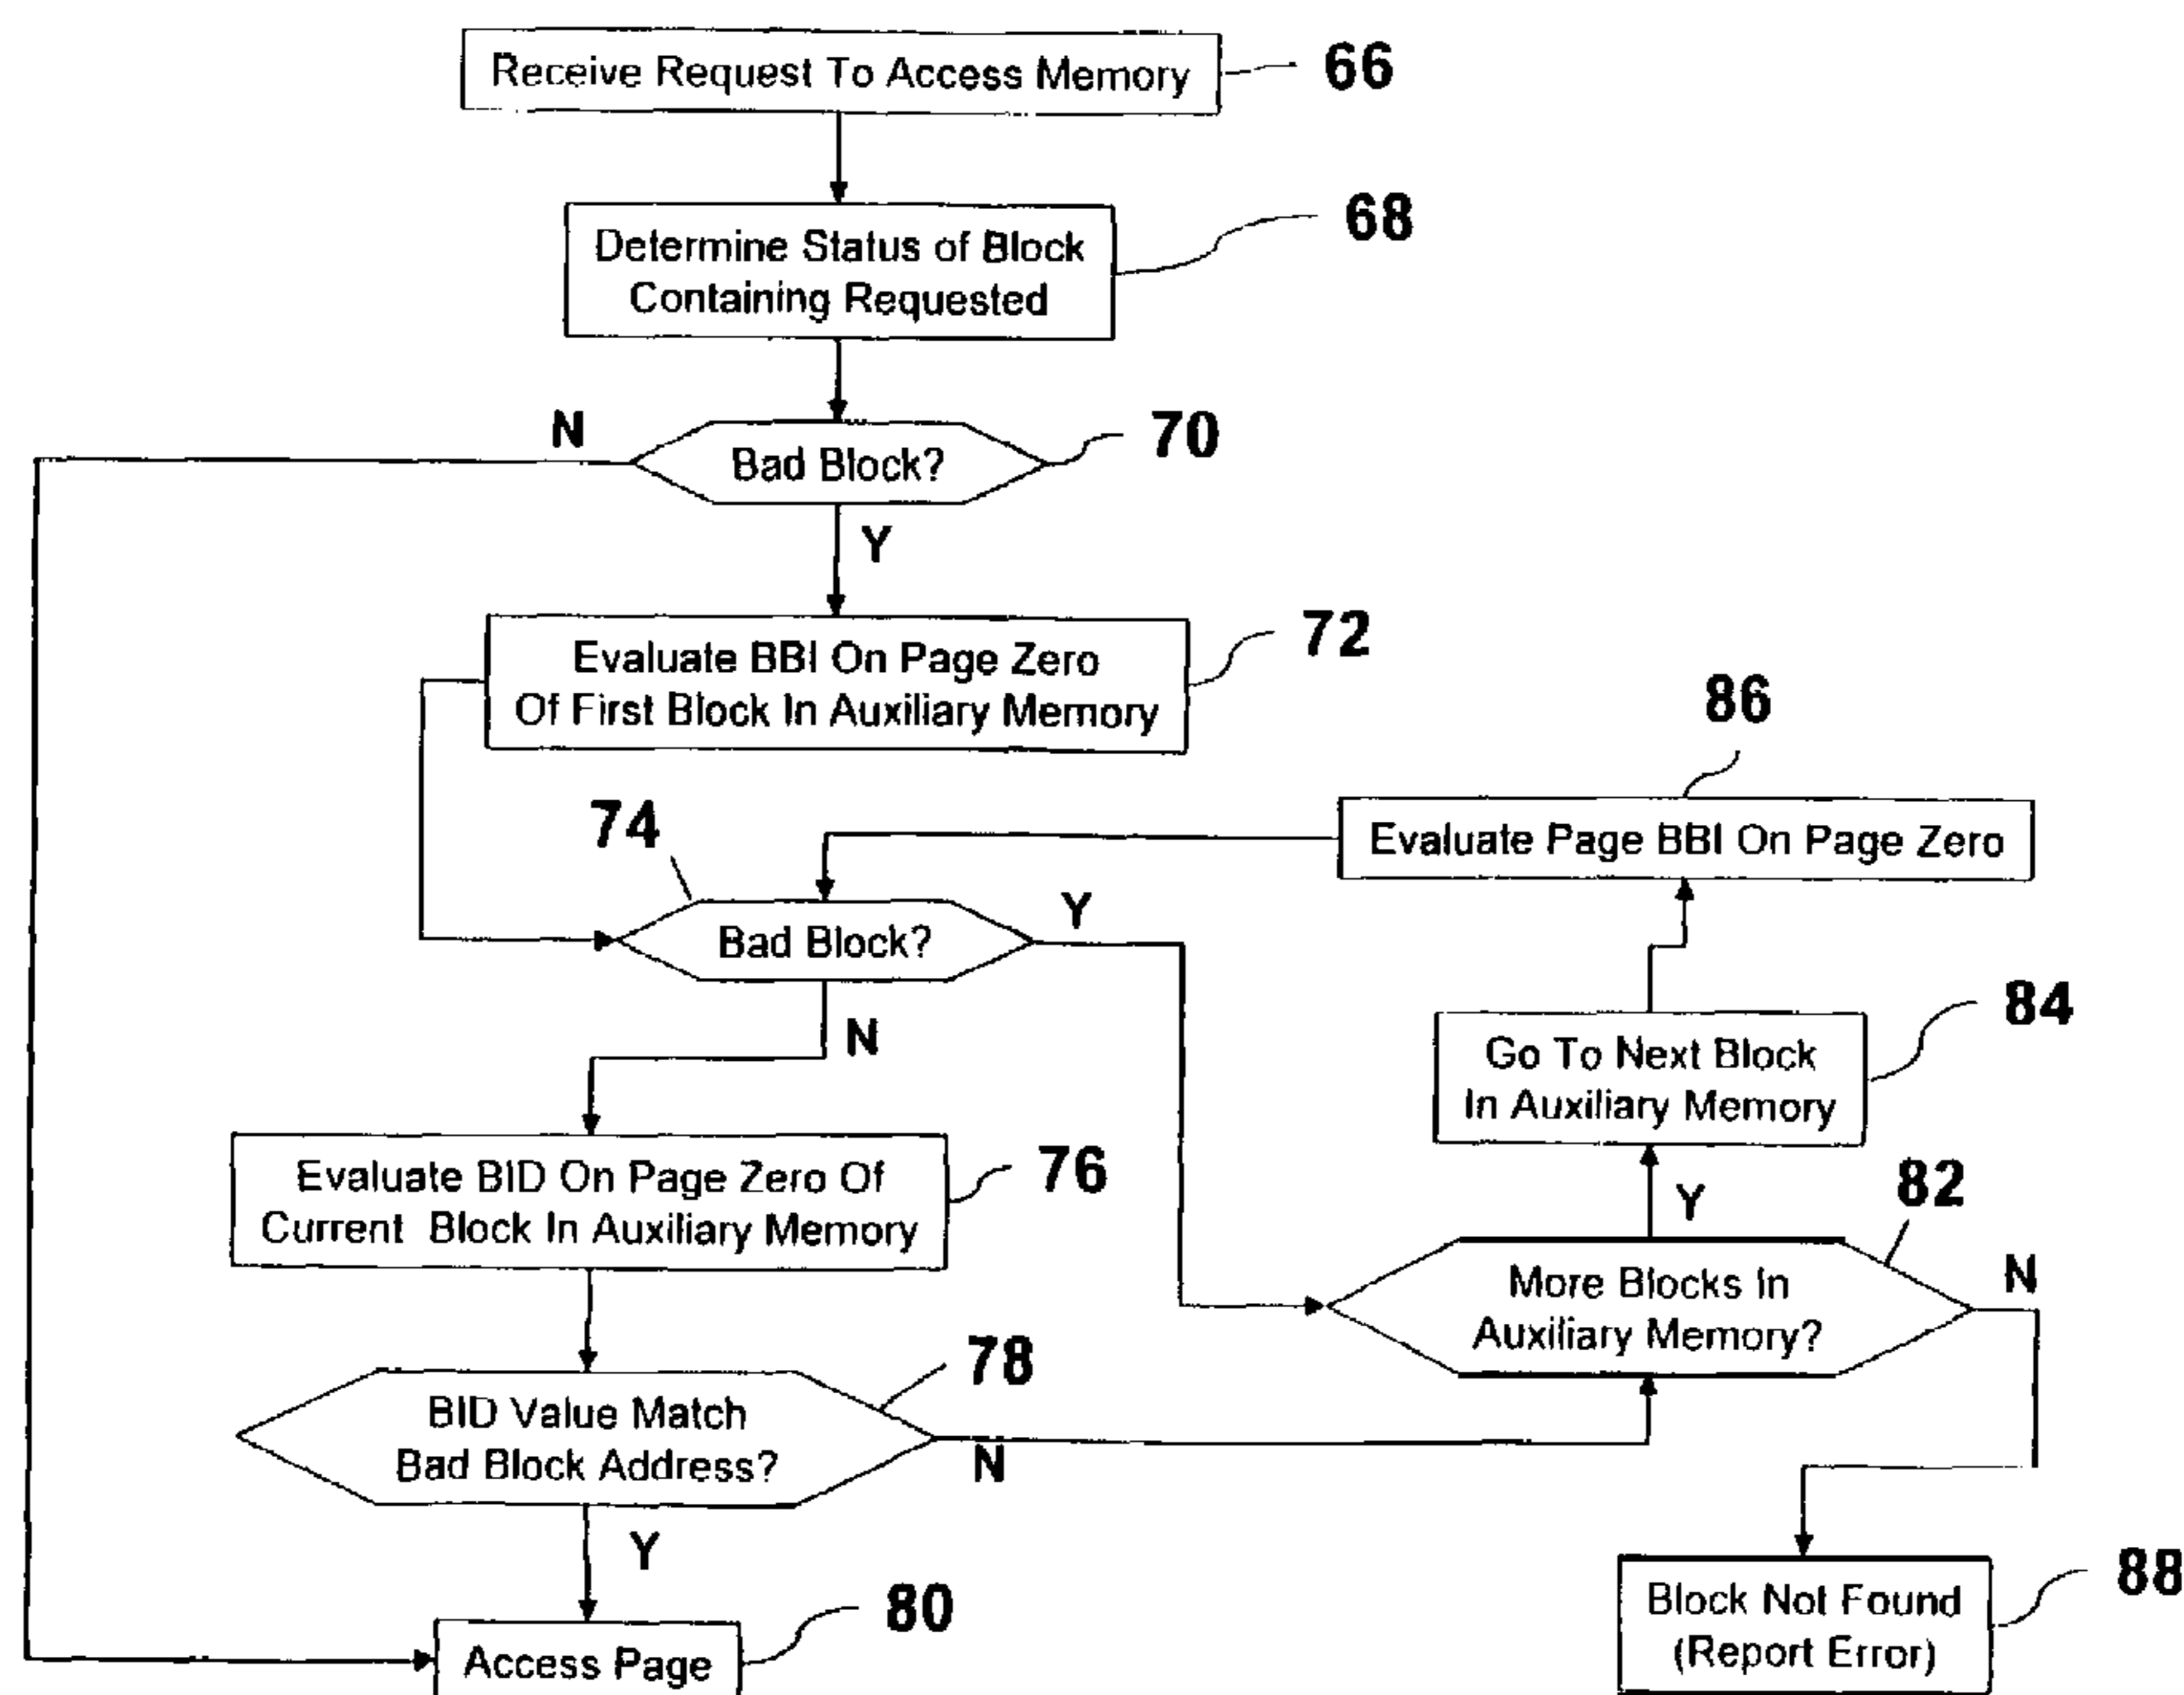 Receive Request To Access Memory
66
Determine Status of Block
Containing Requested
68
N
Bad Block?
70
Y
Evaluate BBI On Page Zero
Of First Block In Auxiliary Memory
72
86
Evaluate Page BBI On Page Zero
74
Bad Block?
Y
N
84
Go To Next Block
In Auxiliary Memory
Evaluate BID On Page Zero Of
Current Block In Auxiliary Memory
76
Y
82
More Blocks In
Auxiliary Memory?
N
78
BID Value Match
Bad Block Address?
N
Y
80
Access Page
Block Not Found
(Report Error)
88